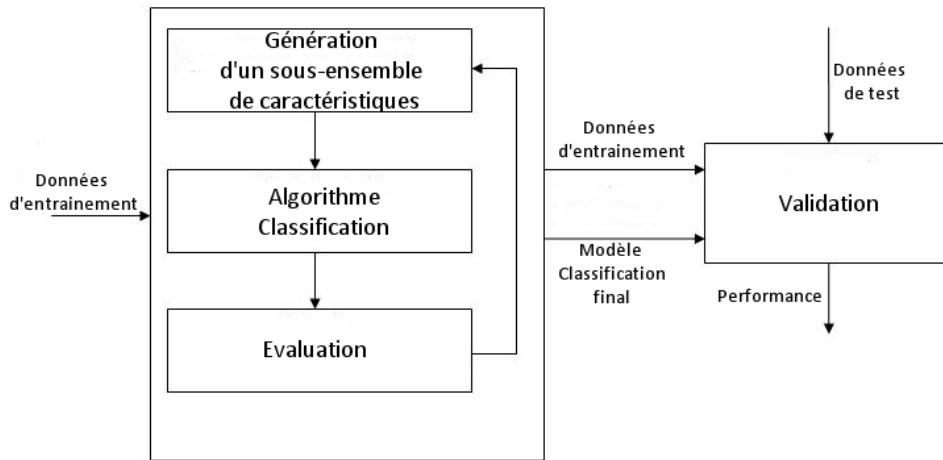 Génération
d'un sous-ensemble
de caractéristiques
Données
d'entrainement
Algorithme
Classification
Evaluation
Données
d'entrainement
Modèle
Classification
final
Données
de test
Validation
Performance